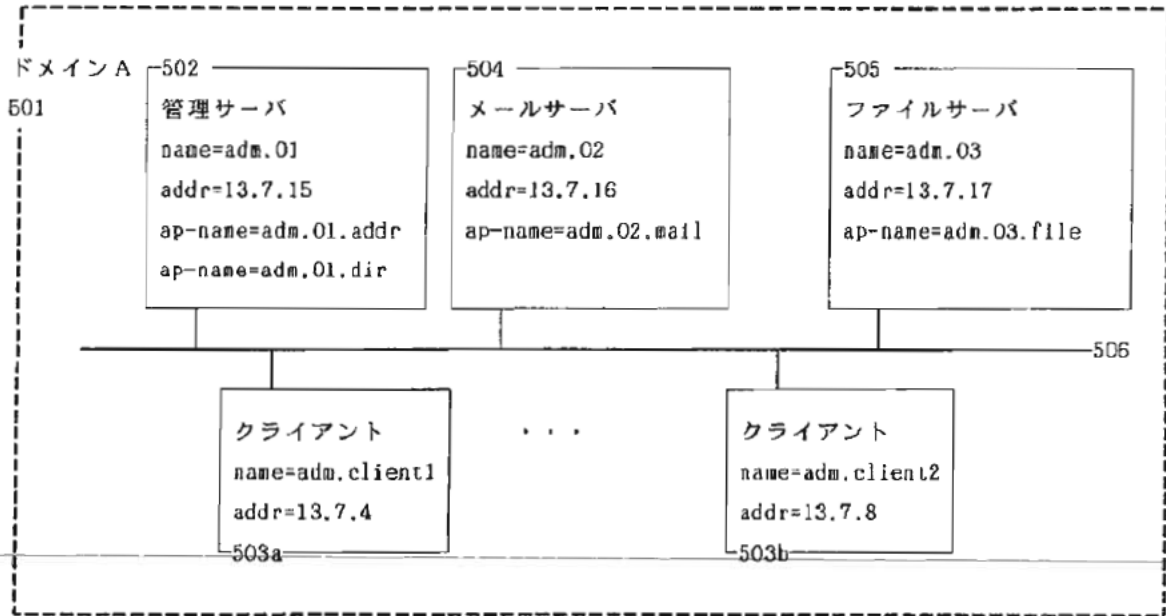 ドメインA
501
502
管理サーバ
name=adm.01
addr=13.7.15
ap-name=adm.01.addr
ap-name=adm.01.dir
504
メールサーバ
name=adm.02
addr=13.7.16
ap-name=adm.02.mail
505
ファイルサーバ
name=adm.03
addr=13.7.17
ap-name=adm.03.file
506
クライアント
name=adm.client1
addr=13.7.4
503a
・・・
クライアント
name=adm.client2
addr=13.7.8
503b